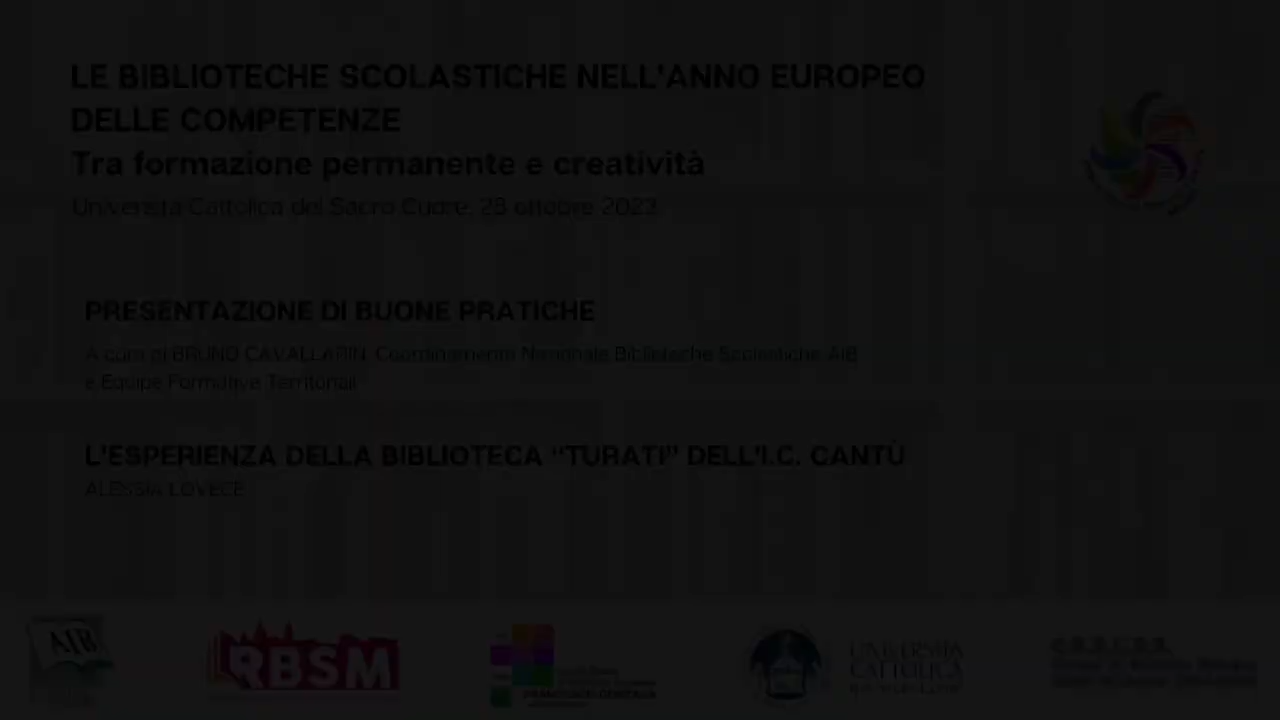 LE BIBLIOTECHE SCOLASTICHE NELL'ANNO EUROPEO
DELLE COMPETENZE
Tra formazione permanente e creatività
Università Cattolica del Sacro Cuore, 28 ottobre 2023
PRESENTAZIONE DI BUONE PRATICHE
A cura di BRUNO CAVALLARIN, Coordinamento Nazionale Biblioteche Scolastiche AIB
e Equipe Formative Territoriali
L'ESPERIENZA DELLA BIBLIOTECA “TURATI” DELL'I.C. CANTÙ
ALESSIA LOVECE
AIB
RBSM
UNIVERSITÀ
CATTOLICA